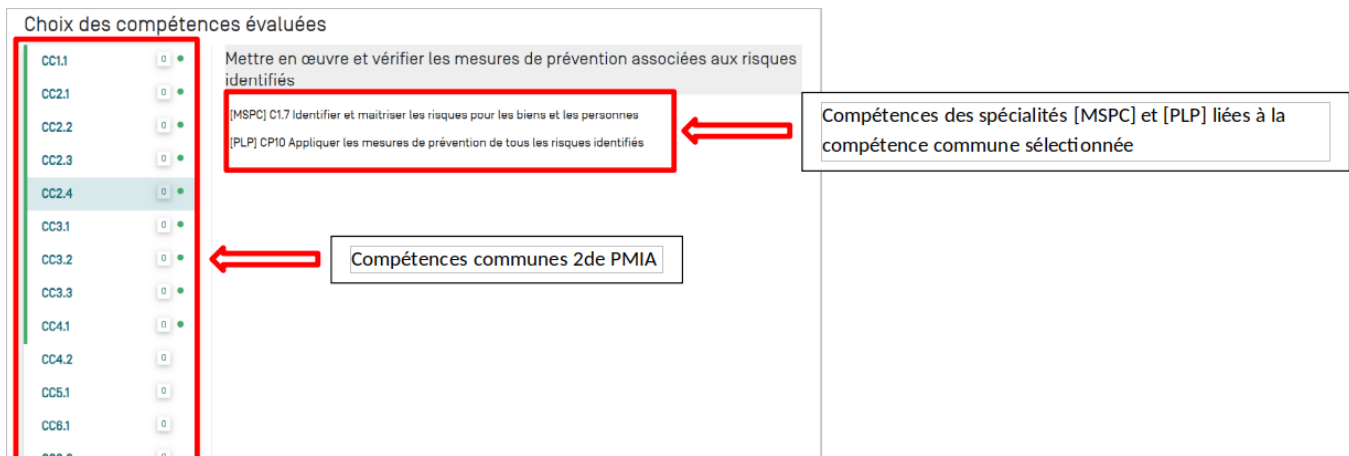 Choix des compétences évaluées
CC1.1 0
CC2.1 0
CC2.2 0
CC2.3 0
CC2.4 0
CC3.1 0
CC3.2 0
CC3.3 0
CC4.1 0
CC4.2 0
CC5.1 0
CC6.1 0
Mettre en œuvre et vérifier les mesures de prévention associées aux risques
identifiés
[MSPC] C1.7 Identifier et maitriser les risques pour les biens et les personnes
[PLP] CP10 Appliquer les mesures de prévention de tous les risques identifiés
Compétences des spécialités [MSPC] et [PLP] liées à la
compétence commune sélectionnée
Compétences communes 2de PMIA